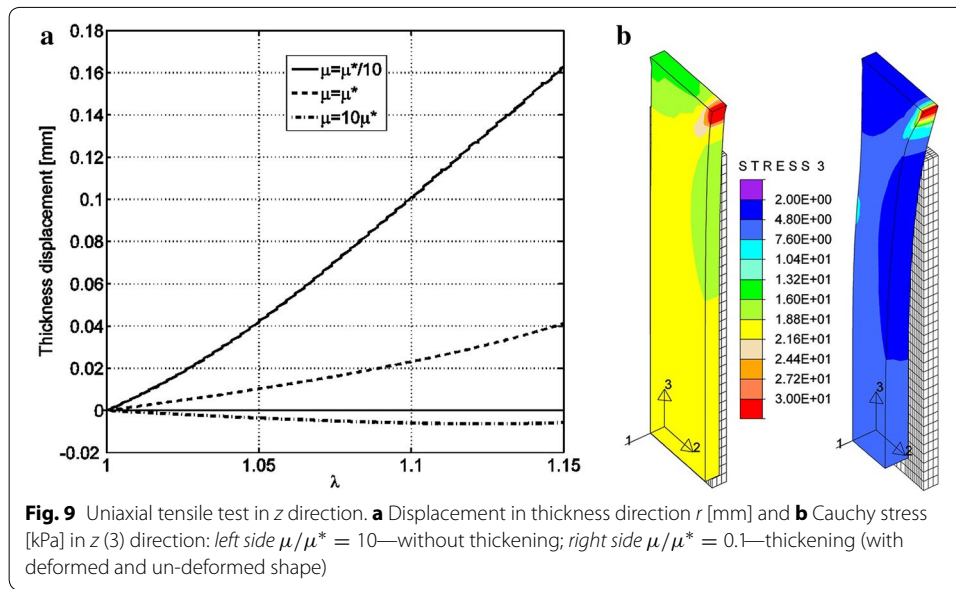 a
0.18
0.16
0.14
0.12
0.1
0.08
0.06
0.04
0.02
0
-0.02
Thickness displacement [mm]
μ=μ*/10
μ=μ*
μ=10μ*
1
1.05
1.1
1.15
λ
b
STRESS 3
2.00E+00
4.80E+00
7.60E+00
1.04E+01
1.32E+01
1.60E+01
1.88E+01
2.16E+01
2.44E+01
2.72E+01
3.00E+01
3
1
2
3
1
2
Fig. 9 Uniaxial tensile test in z direction. a Displacement in thickness direction r [mm] and b Cauchy stress
[kPa] in z (3) direction: left side μ/μ* = 10—without thickening; right side μ/μ* = 0.1—thickening (with
deformed and un-deformed shape)